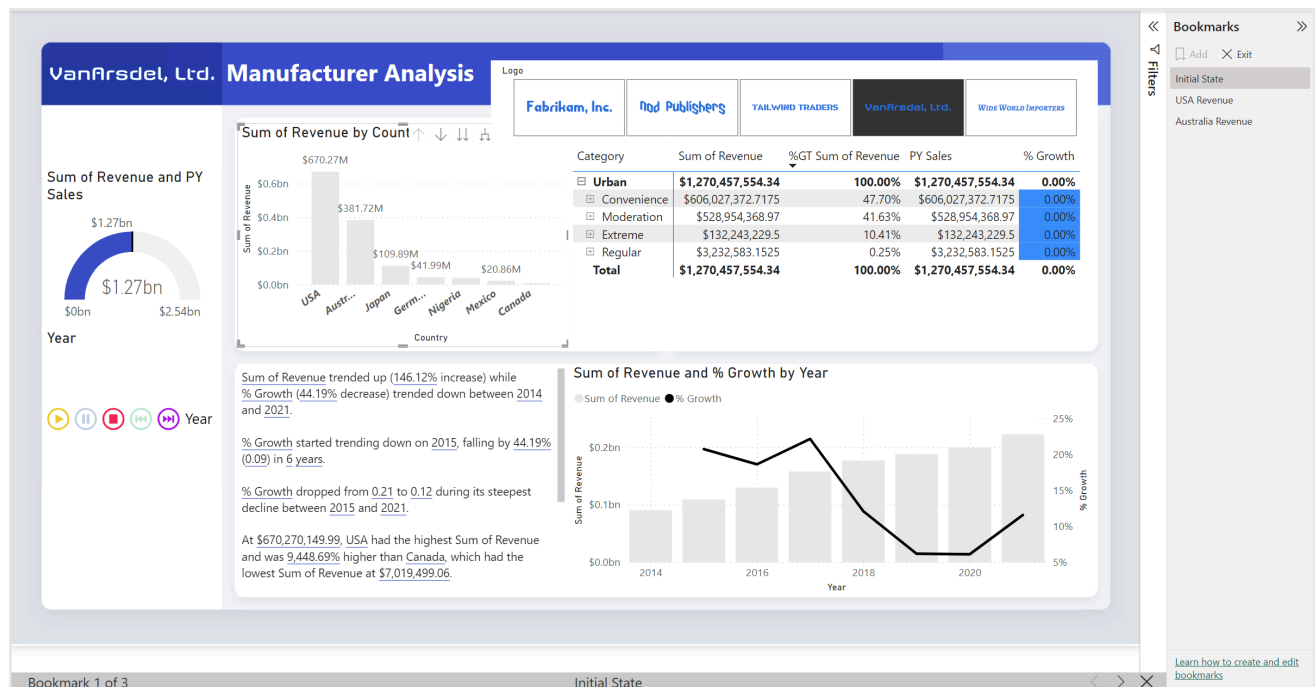 VanArsdel, Ltd.
Manufacturer Analysis
Logo
Fabrikam, Inc.
Nod Publishers
TAILWIND TRADERS
VanArsdel, Ltd.
WIDE WORLD IMPORTERS
Sum of Revenue and PY
Sales
$1.27bn
$1.27bn
$0bn
$2.54bn
Year
Year
Sum of Revenue by Count
$670.27M
$381.72M
$109.89M
$41.99M
$20.86M
$0.6bn
$0.4bn
$0.2bn
$0.0bn
Sum of Revenue
USA
Austr...
Japan
Germ...
Nigeria
Mexico
Canada
Country
Category Sum of Revenue %GT Sum of Revenue PY Sales % Growth
Urban $1,270,457,554.34 100.00% $1,270,457,554.34 0.00%
Convenience $606,027,372.7175 47.70% $606,027,372.7175 0.00%
Moderation $528,954,368.97 41.63% $528,954,368.97 0.00%
Extreme $132,243,229.5 10.41% $132,243,229.5 0.00%
Regular $3,232,583.1525 0.25% $3,232,583.1525 0.00%
Total $1,270,457,554.34 100.00% $1,270,457,554.34 0.00%
Sum of Revenue trended up (146.12% increase) while
% Growth (44.19% decrease) trended down between 2014
and 2021.
% Growth started trending down on 2015, falling by 44.19%
(0.09) in 6 years.
% Growth dropped from 0.21 to 0.12 during its steepest
decline between 2015 and 2021.
At $670,270,149.99, USA had the highest Sum of Revenue
and was 9,448.69% higher than Canada, which had the
lowest Sum of Revenue at $7,019,499.06.
Sum of Revenue and % Growth by Year
Sum of Revenue % Growth
$0.2bn
$0.1bn
$0.0bn
Sum of Revenue
25%
20%
15%
10%
5%
% Growth
2014 2016 2018 2020
Year
Filters
Bookmarks
Add Exit
Initial State
USA Revenue
Australia Revenue
Learn how to create and edit
bookmarks
Bookmark 1 of 3
Initial State